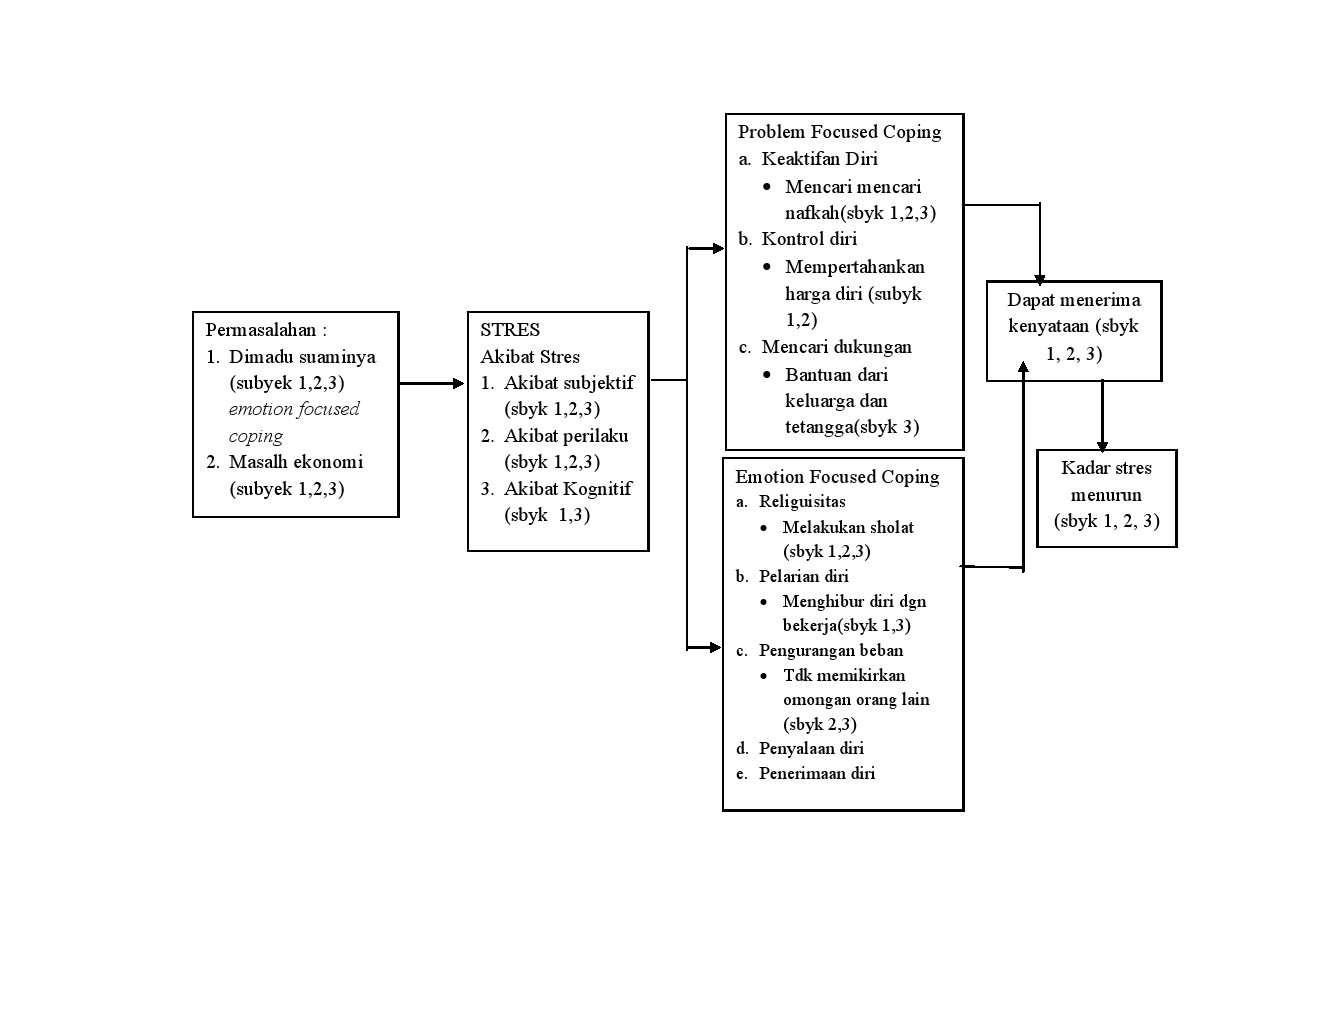 Permasalahan :
1. Dimadu suaminya
(subyek 1,2,3)
emotion focused
coping
2. Masalh ekonomi
(subyek 1,2,3)
STRES
Akibat Stres
1. Akibat subjektif
(sbyk 1,2,3)
2. Akibat perilaku
(sbyk 1,2,3)
3. Akibat Kognitif
(sbyk 1,3)
Problem Focused Coping
a. Keaktifan Diri
• Mencari mencari
nafkah(sbyk 1,2,3)
b. Kontrol diri
• Mempertahankan
harga diri (subyk
1,2)
c. Mencari dukungan
• Bantuan dari
keluarga dan
tetangga(sbyk 3)
Emotion Focused Coping
a. Religuisitas
• Melakukan sholat
(sbyk 1,2,3)
b. Pelarian diri
• Menghibur diri dgn
bekerja(sbyk 1,3)
c. Pengurangan beban
• Tdk memikirkan
omongan orang lain
(sbyk 2,3)
d. Penyalaan diri
e. Penerimaan diri
Dapat menerima
kenyataan (sbyk
1, 2, 3)
Kadar stres
menurun
(sbyk 1, 2, 3)